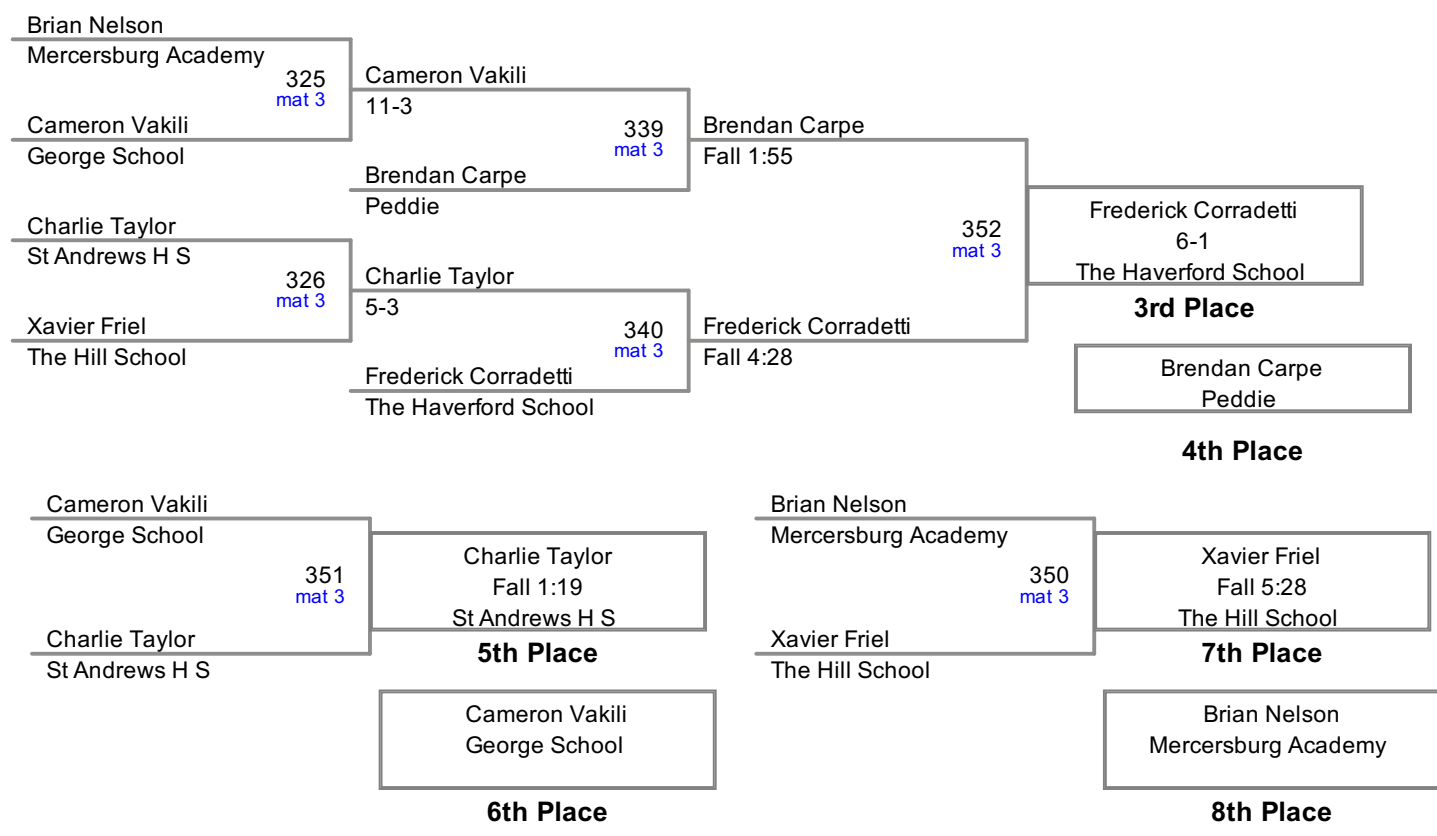 Brian Nelson
Mercersburg Academy
325
mat 3
Cameron Vakili
George School
Cameron Vakili
11-3
339
mat 3
Brendan Carpe
Peddie
Brendan Carpe
Fall 1:55
Charlie Taylor
St Andrews H S
326
mat 3
Xavier Friel
The Hill School
Charlie Taylor
5-3
340
mat 3
Frederick Corradetti
The Haverford School
Frederick Corradetti
Fall 4:28
352
mat 3
Frederick Corradetti
6-1
The Haverford School
3rd Place
Brendan Carpe
Peddie
4th Place
Cameron Vakili
George School
351
mat 3
Charlie Taylor
St Andrews H S
Charlie Taylor
Fall 1:19
St Andrews H S
5th Place
Cameron Vakili
George School
6th Place
Brian Nelson
Mercersburg Academy
350
mat 3
Xavier Friel
The Hill School
Xavier Friel
Fall 5:28
The Hill School
7th Place
Brian Nelson
Mercersburg Academy
8th Place